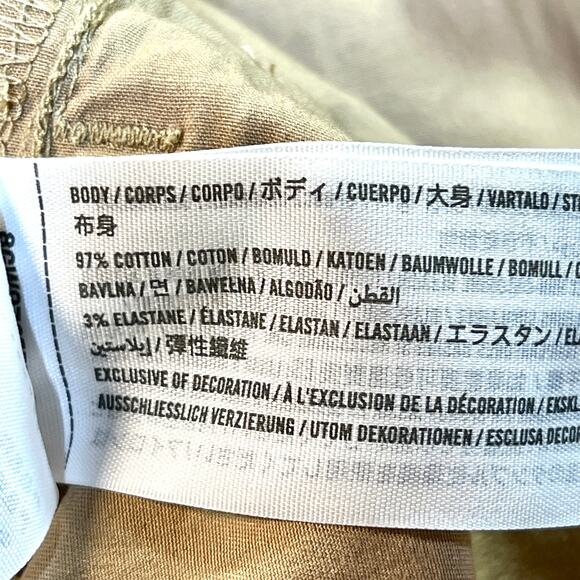 BODY / CORPS / CORPO / ボディ / CUERPO / 大身 / VARTALO /
布身
97% COTTON / COTON / BOMULD / KATOEN / BAUMWOLLE / BOMULL /
BAVLNA / 면 / BAWEŁNA / ALGODÃO / القطن
3% ELASTANE / ÉLASTANE / ELASTAN / ELASTAAN / エラスタン / EL
إيلاستين / 彈性纖維
EXCLUSIVE OF DECORATION / À L'EXCLUSION DE LA DÉCORATION / EKSKL
AUSSCHLIESSLICH VERZIERUNG / UTOM DEKORATIONEN / ESCLUSA DECOR